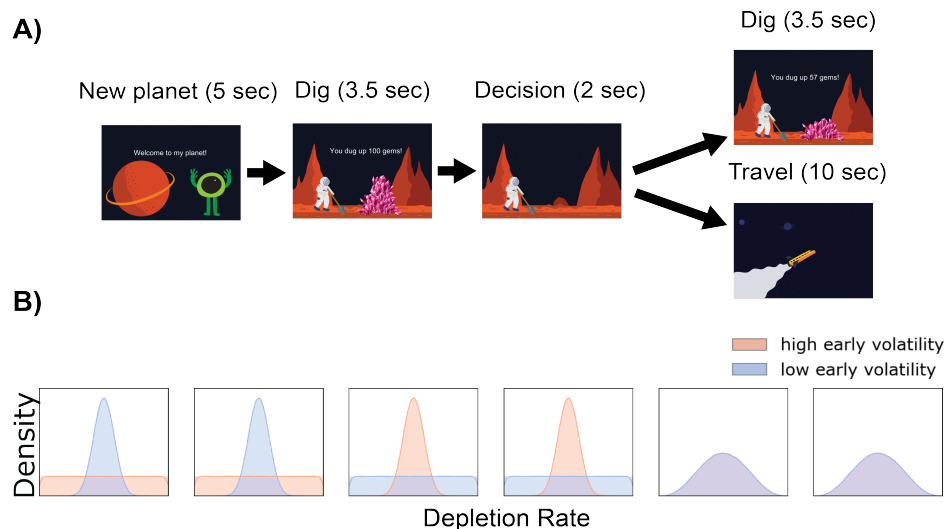 A)
New planet (5 sec)
Dig (3.5 sec)
Decision (2 sec)
Dig (3.5 sec)
Welcome to my planet!
You dug up 100 gems!
You dug up 57 gems!
Travel (10 sec)
B)
high early volatility
low early volatility
Density
Depletion Rate